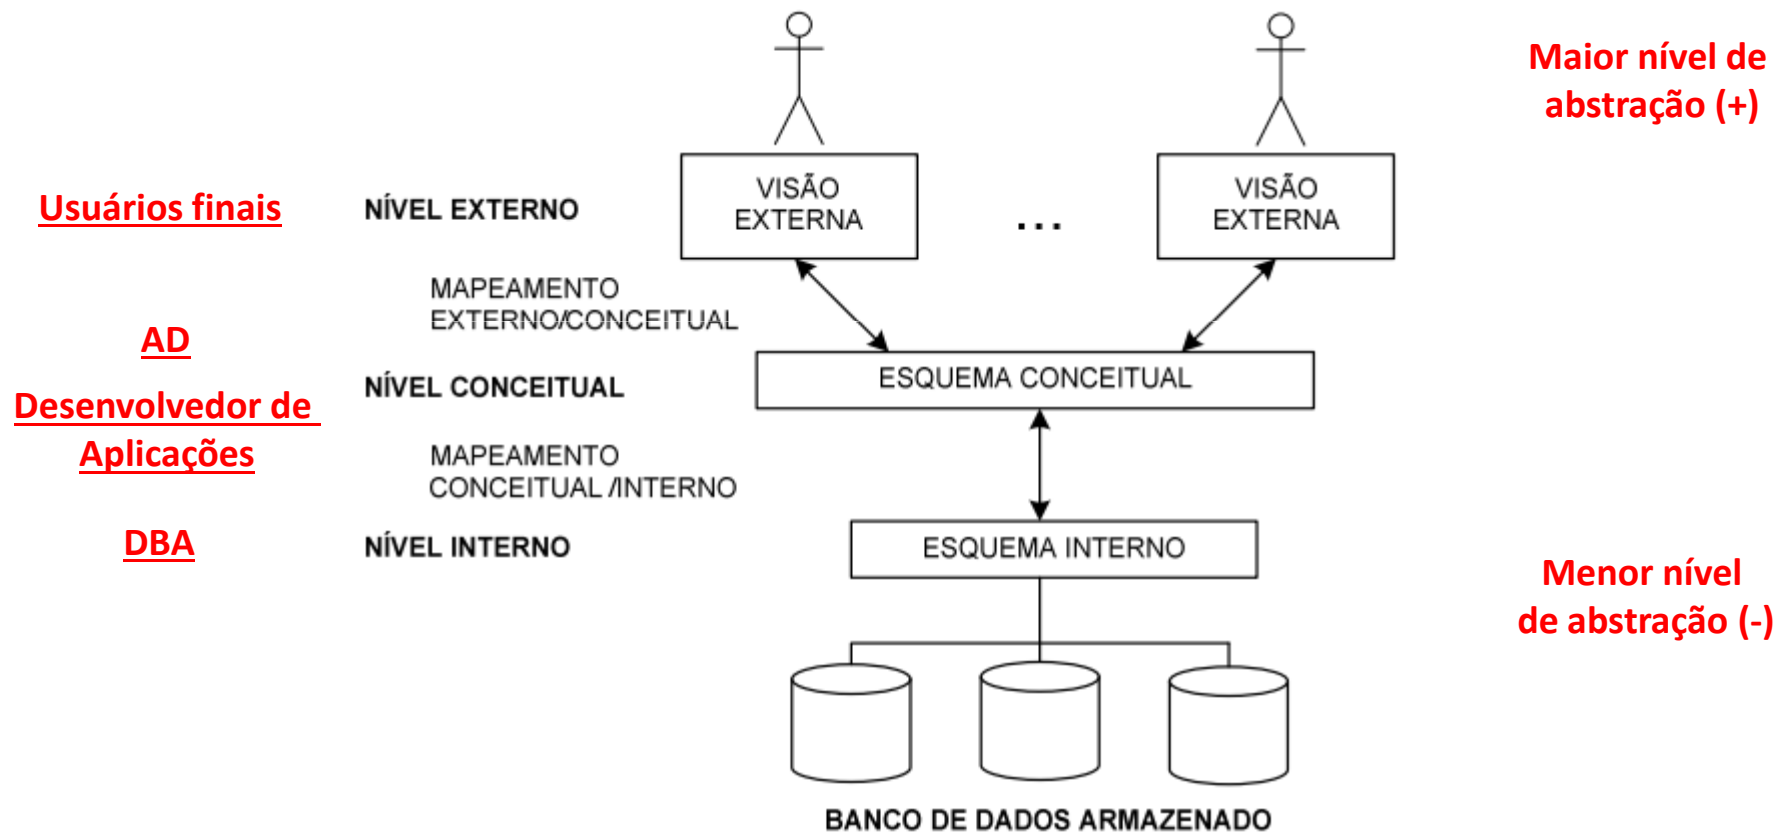 Maior nível de
abstração (+)
Usuários finais
NÍVEL EXTERNO
VISÃO
EXTERNA
...
VISÃO
EXTERNA
MAPEAMENTO
EXTERNO/CONCEITUAL
AD
Desenvolvedor de
Aplicações
NÍVEL CONCEITUAL
ESQUEMA CONCEITUAL
MAPEAMENTO
CONCEITUAL /INTERNO
DBA
NÍVEL INTERNO
ESQUEMA INTERNO
Menor nível
de abstração (-)
BANCO DE DADOS ARMAZENADO